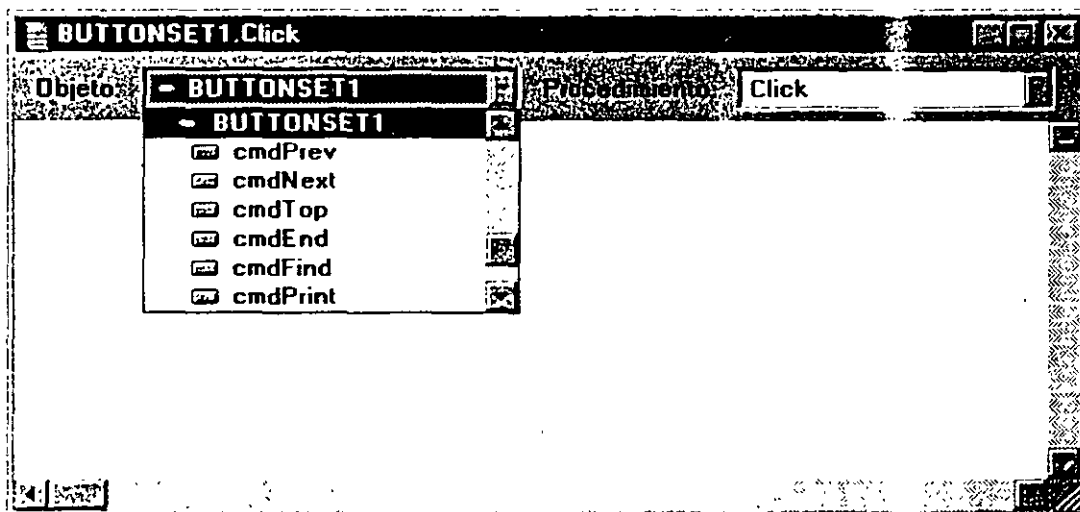 BUTTONSET1.Click
Objeto: BUTTONSET1 Procedimiento: Click
BUTTONSET1
cmdPrev
cmdNext
cmdTop
cmdEnd
cmdFind
cmdPrint